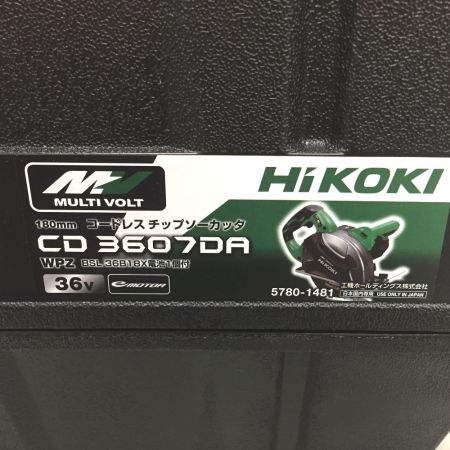 MV
MULTI VOLT
HiKOKI
180mm コードレス チップソーカッタ
CD 3607DA
WPZ BSL 36B18X電池1個付
36V e-MOTOR
HiKOKI
5780-1481
工機ホールディングス株式会社
日本国内専用 USE ONLY IN JAPAN